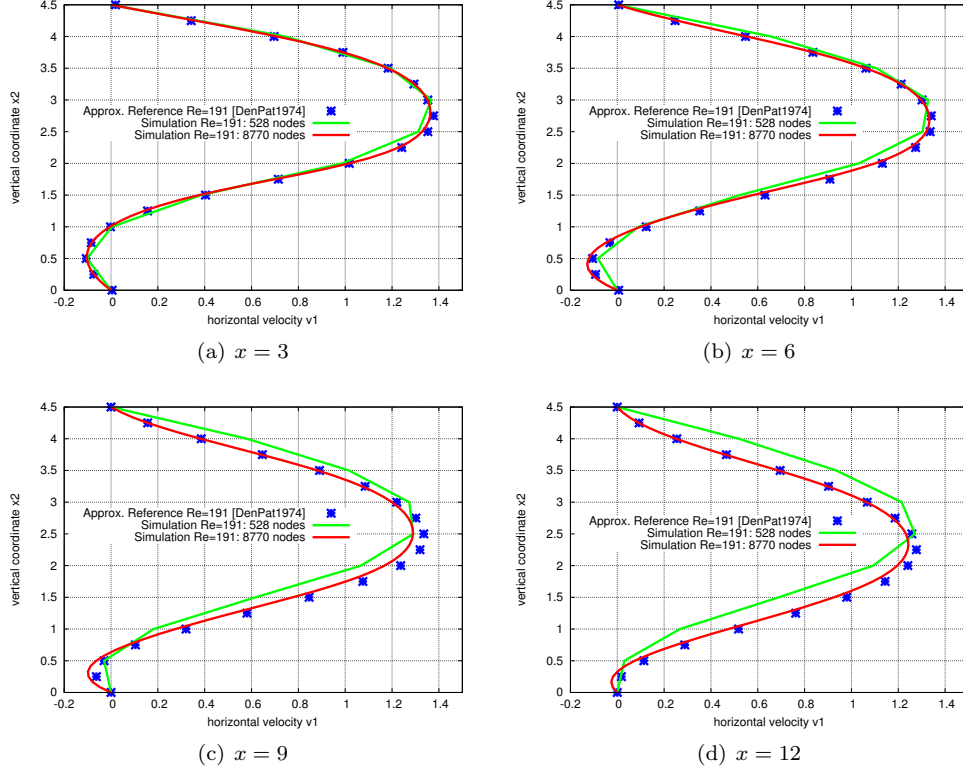 4.5
4
3.5
3
2.5
2
1.5
1
0.5
0
vertical coordinate x2
Approx. Reference Re=191 [DenPat1974]
Simulation Re=191: 528 nodes
Simulation Re=191: 8770 nodes
-0.2 0 0.2 0.4 0.6 0.8 1 1.2 1.4
horizontal velocity v1
(a) x = 3
4.5
4
3.5
3
2.5
2
1.5
1
0.5
0
vertical coordinate x2
Approx. Reference Re=191 [DenPat1974]
Simulation Re=191: 528 nodes
Simulation Re=191: 8770 nodes
-0.2 0 0.2 0.4 0.6 0.8 1 1.2 1.4
horizontal velocity v1
(b) x = 6
4.5
4
3.5
3
2.5
2
1.5
1
0.5
0
vertical coordinate x2
Approx. Reference Re=191 [DenPat1974]
Simulation Re=191: 528 nodes
Simulation Re=191: 8770 nodes
-0.2 0 0.2 0.4 0.6 0.8 1 1.2 1.4
horizontal velocity v1
(c) x = 9
4.5
4
3.5
3
2.5
2
1.5
1
0.5
0
vertical coordinate x2
Approx. Reference Re=191 [DenPat1974]
Simulation Re=191: 528 nodes
Simulation Re=191: 8770 nodes
-0.2 0 0.2 0.4 0.6 0.8 1 1.2 1.4
horizontal velocity v1
(d) x = 12